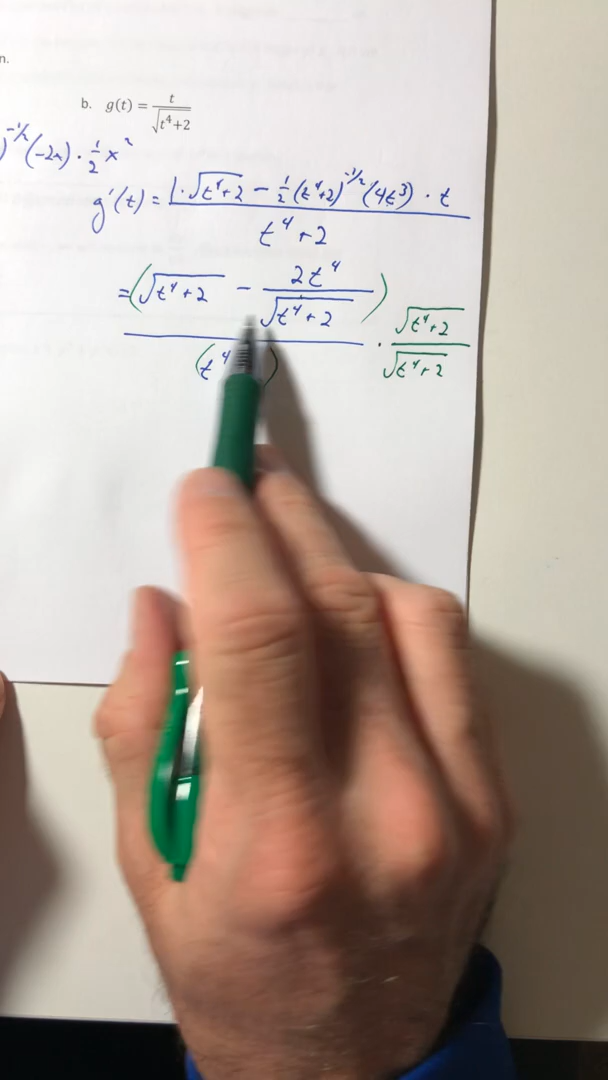 n.
b. g(t) = t/√(t⁴+2)
)^(-1/2) (-2x) · 1/2 x²
g'(t) = (1·√(t⁴+2) - 1/2 (t⁴+2)^(-1/2) (4t³) · t)/(t⁴+2)
= (√(t⁴+2) - 2t⁴/√(t⁴+2))/(t⁴ ) · √(t⁴+2)/√(t⁴+2)